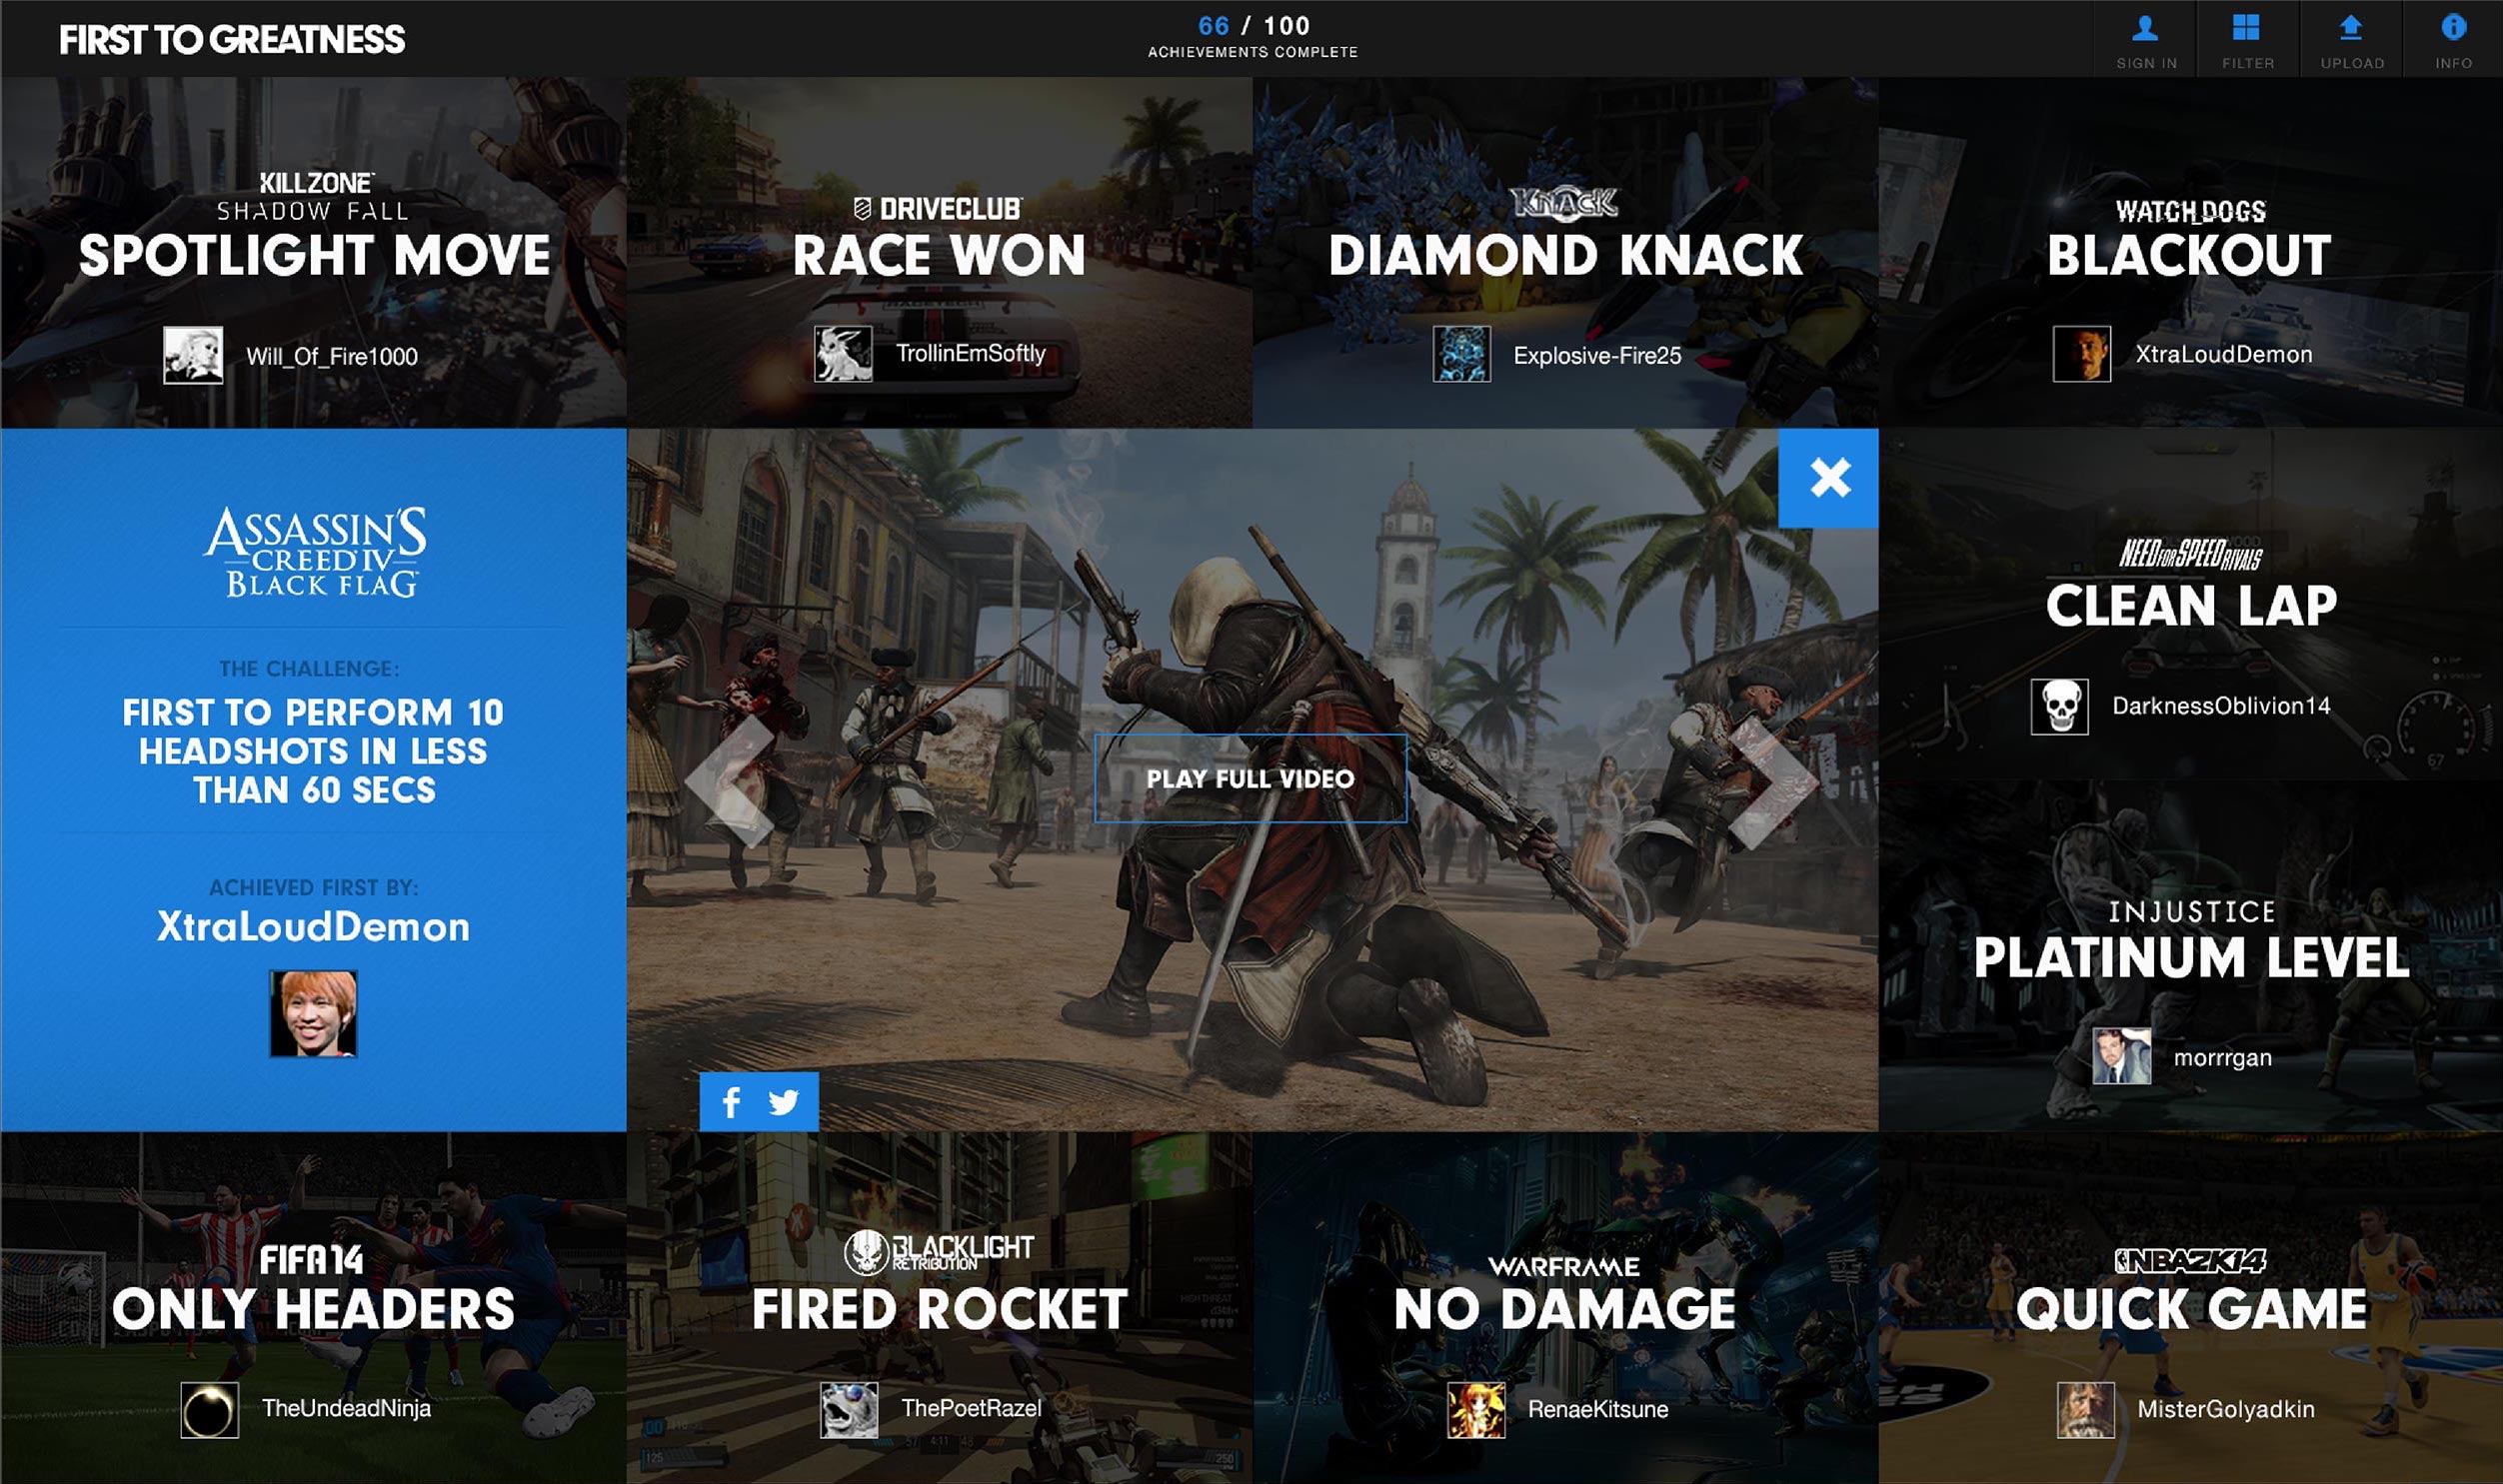 FIRST TO GREATNESS
66 / 100
ACHIEVEMENTS COMPLETE
SIGN IN
FILTER
UPLOAD
INFO
KILLZONE
SHADOW FALL
SPOTLIGHT MOVE
Will_Of_Fire1000
DRIVECLUB
RACE WON
TrollinEmSoftly
KNACK
DIAMOND KNACK
Explosive-Fire25
WATCH_DOGS
BLACKOUT
XtraLoudDemon
ASSASSIN'S
CREED IV
BLACK FLAG
THE CHALLENGE:
FIRST TO PERFORM 10
HEADSHOTS IN LESS
THAN 60 SECS
ACHIEVED FIRST BY:
XtraLoudDemon
PLAY FULL VIDEO
NEED FOR SPEED RIVALS
CLEAN LAP
DarknessOblivion14
67
INJUSTICE
PLATINUM LEVEL
morrrgan
FIFA 14
ONLY HEADERS
TheUndeadNinja
BLACKLIGHT
RETRIBUTION
FIRED ROCKET
ThePoetRazel
125
250
WARFRAME
NO DAMAGE
RenaeKitsune
NBA2K14
QUICK GAME
MisterGolyadkin